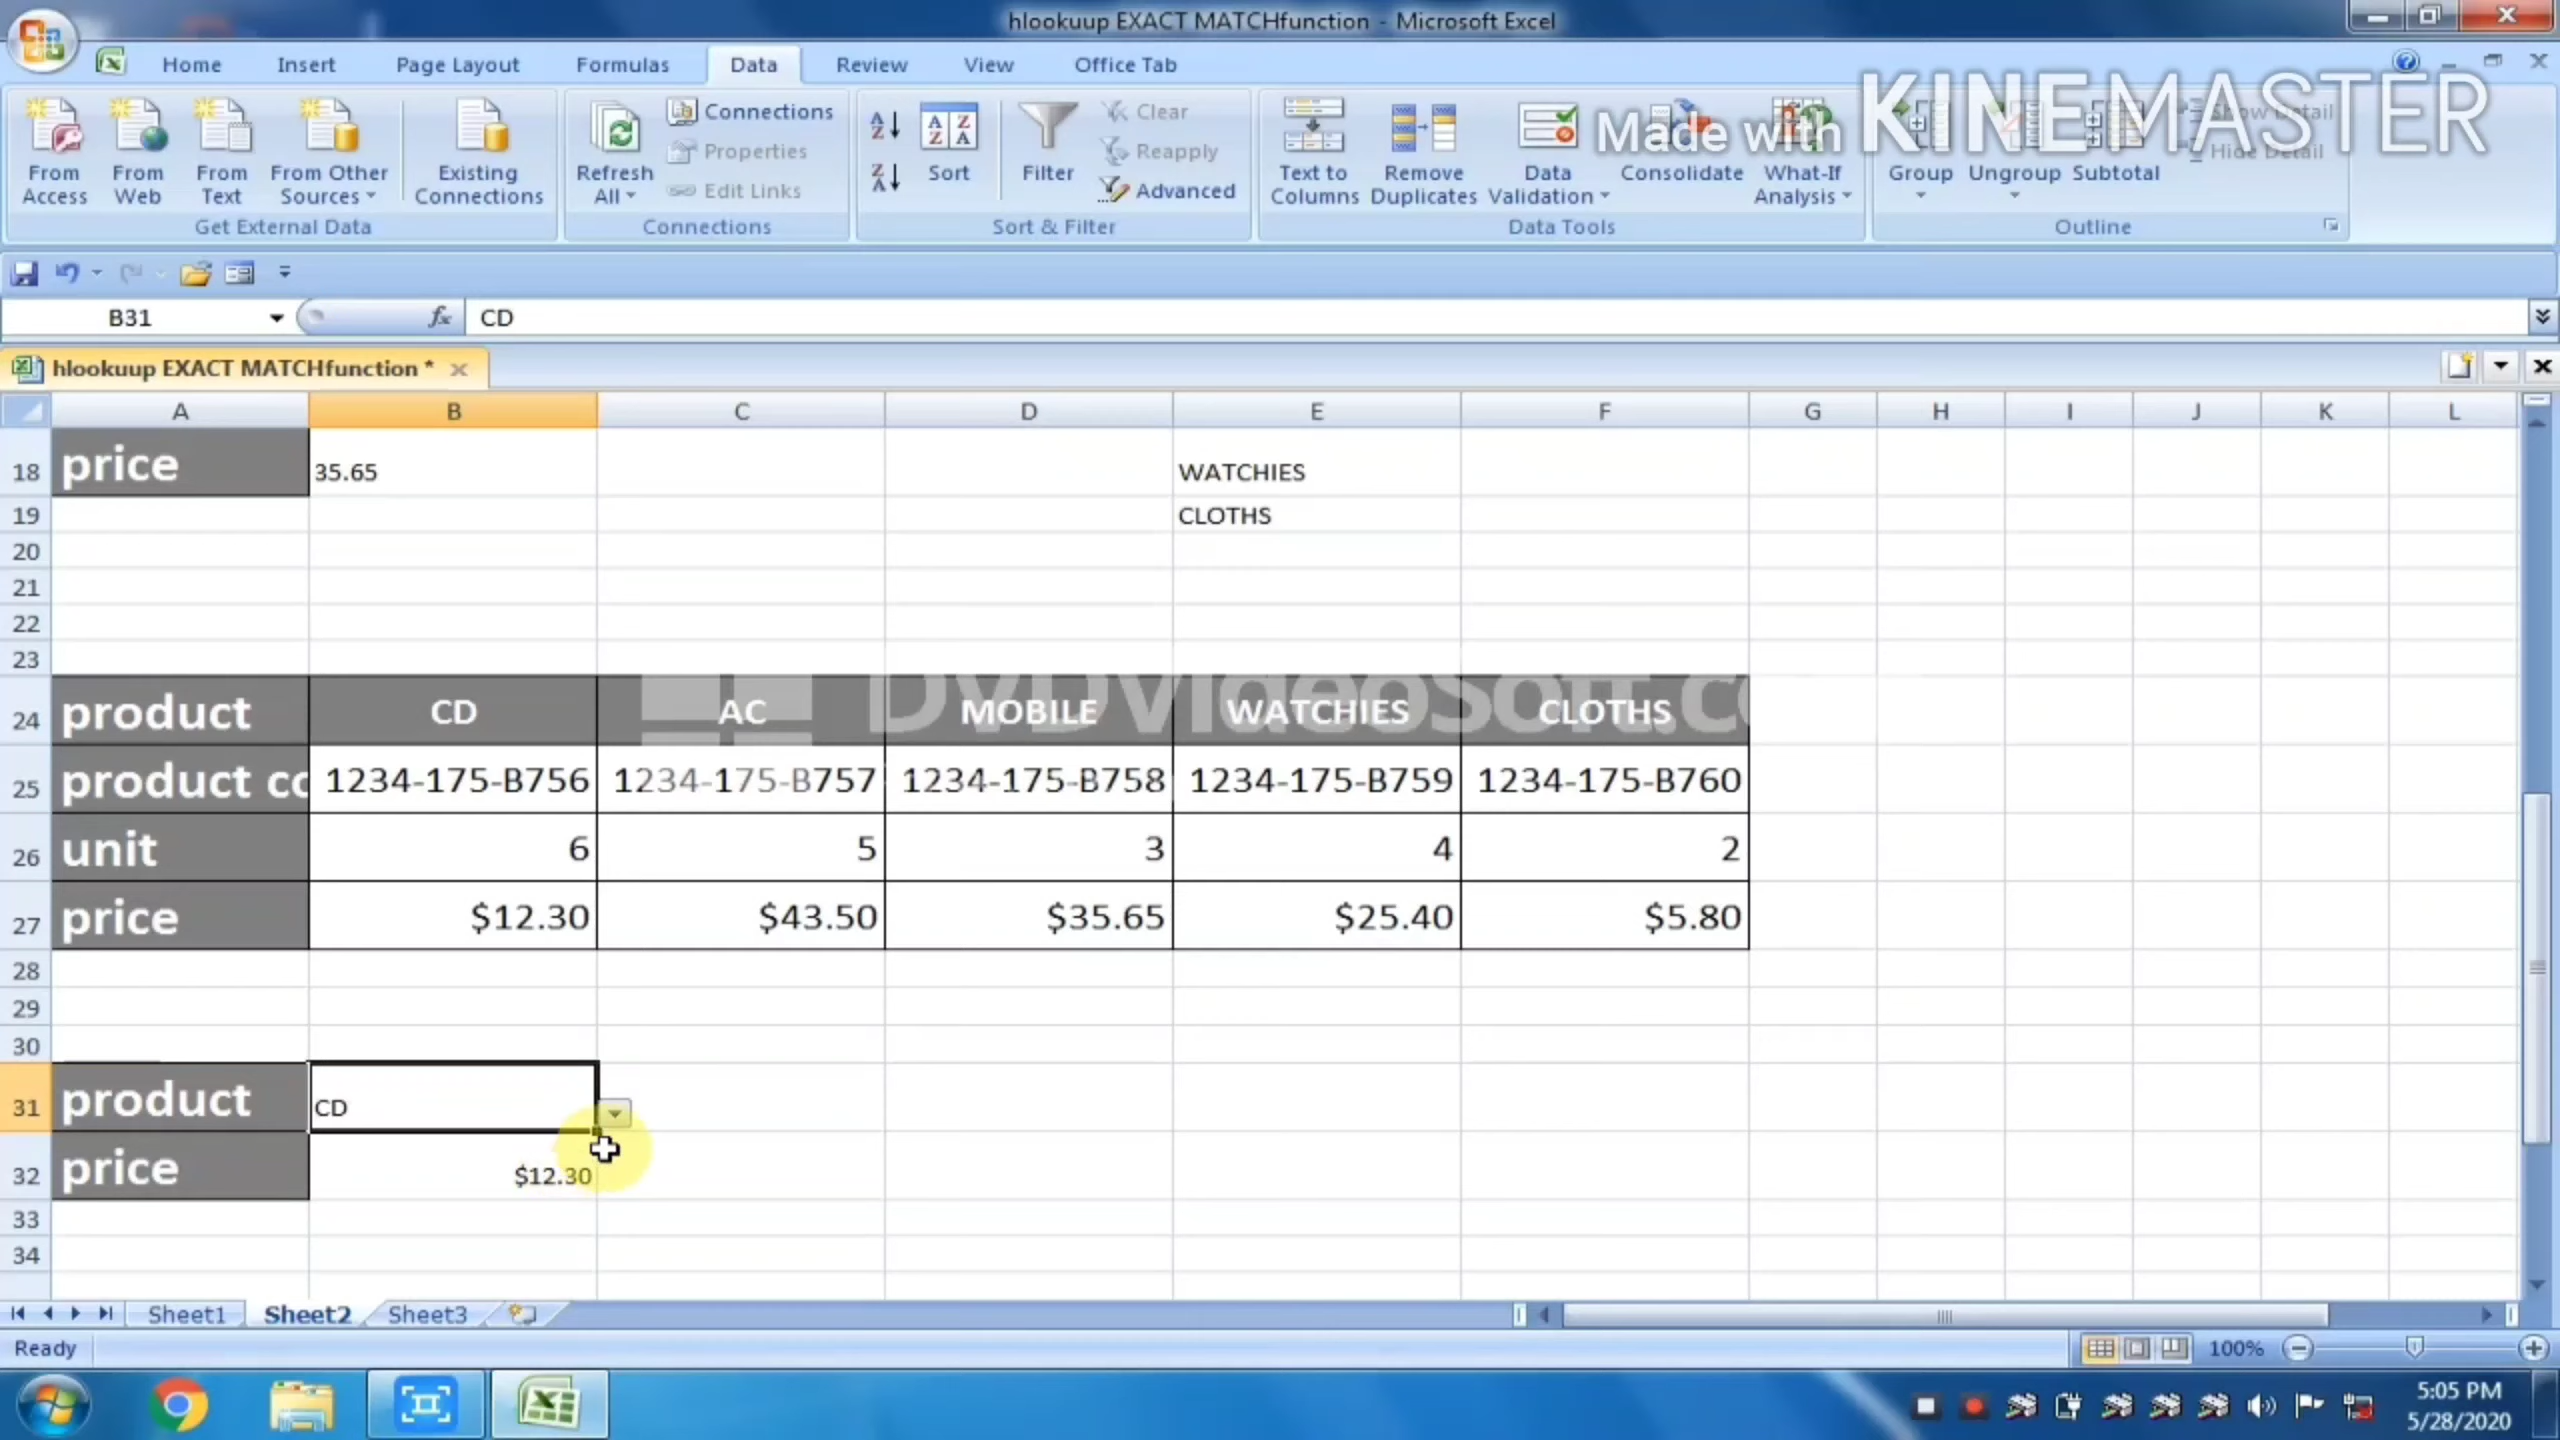 hlookuup EXACT MATCHfunction - Microsoft Excel
Home Insert Page Layout Formulas Data Review View Office Tab
Made with KINEMASTER
From Access
From Web
From Text
From Other Sources
Existing Connections
Get External Data
Refresh All
Connections
Properties
Edit Links
Connections
Sort
Filter
Clear
Reapply
Advanced
Sort & Filter
Text to Columns
Remove Duplicates
Data Validation
Consolidate
What-If Analysis
Data Tools
Group
Ungroup
Subtotal
Show Detail
Hide Detail
Outline
B31 fx CD
hlookuup EXACT MATCHfunction *
A B C D E F G H I J K L
18 price 35.65 WATCHIES
19 CLOTHS
20
21
22
23
DVDVideoSoft.c
24 product CD AC MOBILE WATCHIES CLOTHS
25 product co 1234-175-B756 1234-175-B757 1234-175-B758 1234-175-B759 1234-175-B760
26 unit 6 5 3 4 2
27 price $12.30 $43.50 $35.65 $25.40 $5.80
28
29
30
31 product CD
32 price $12.30
33
34
Sheet1 Sheet2 Sheet3
Ready 100%
5:05 PM
5/28/2020